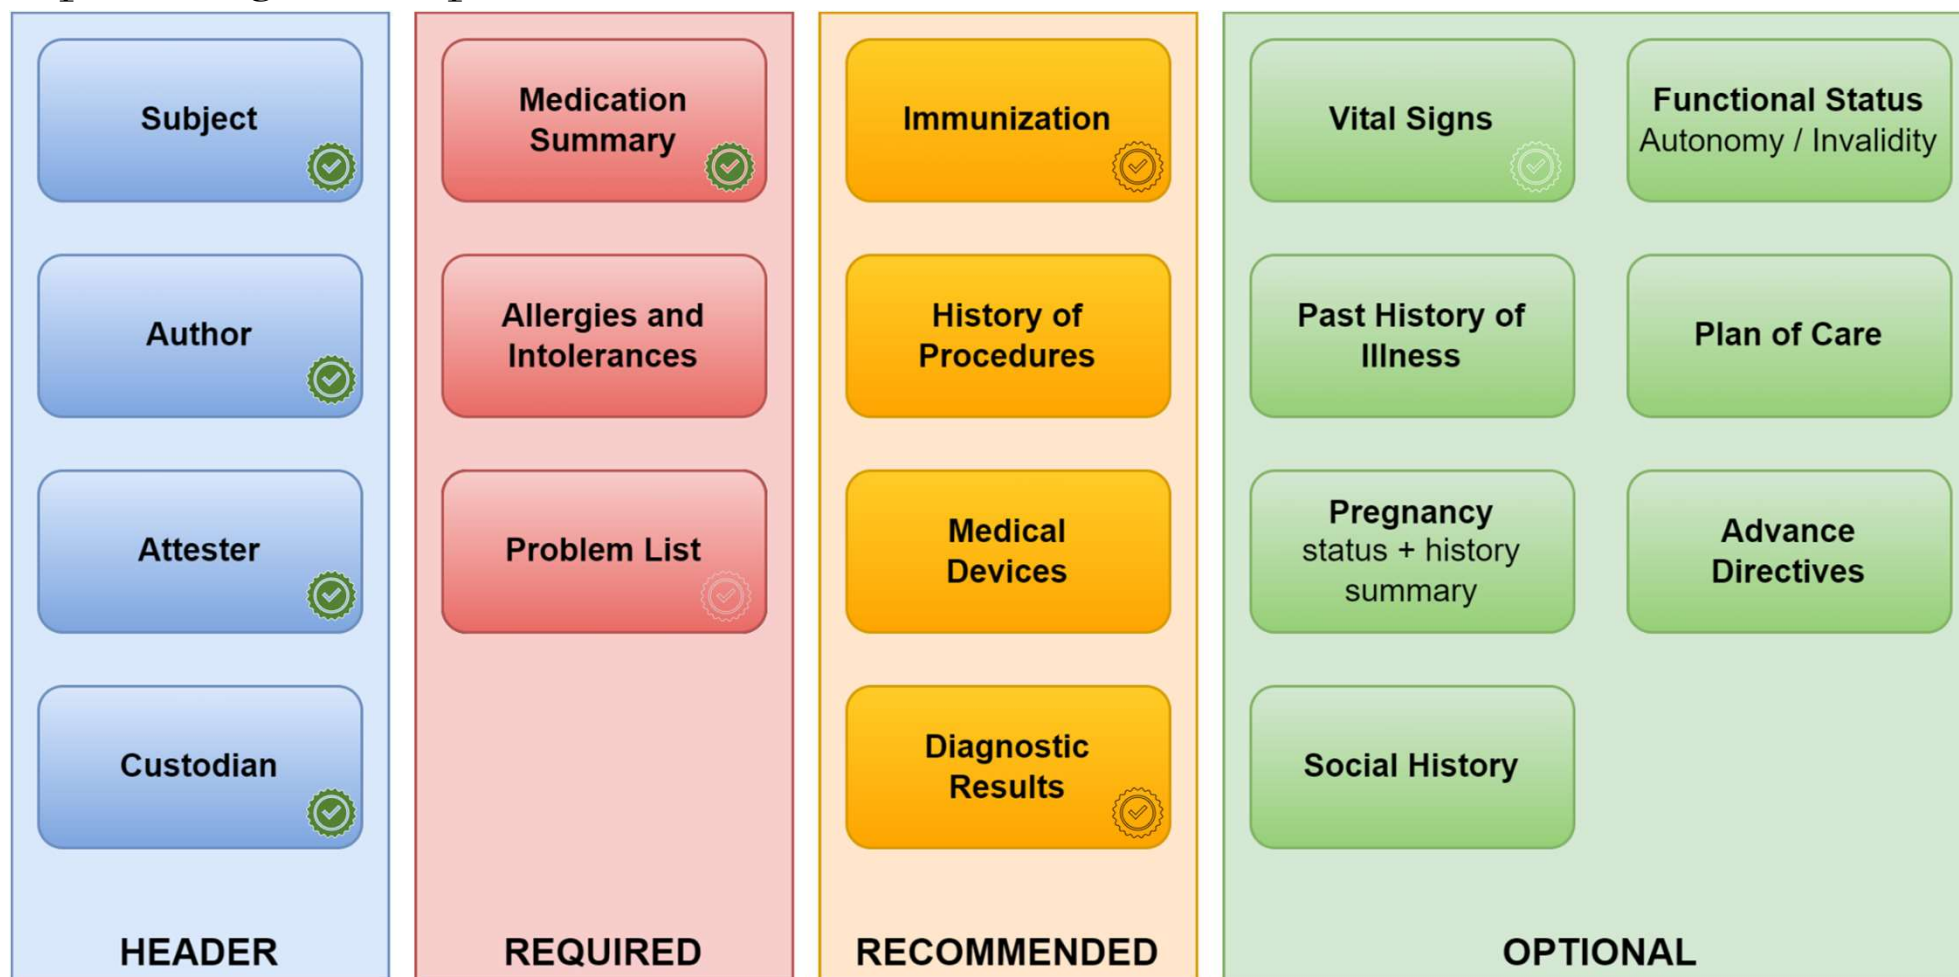 Subject
Author
Attester
Custodian
HEADER
Medication
Summary
Allergies and
Intolerances
Problem List
REQUIRED
Immunization
History of
Procedures
Medical
Devices
Diagnostic
Results
RECOMMENDED
Vital Signs
Functional Status
Autonomy / Invalidity
Past History of
Illness
Plan of Care
Pregnancy
status + history
summary
Advance
Directives
Social History
OPTIONAL